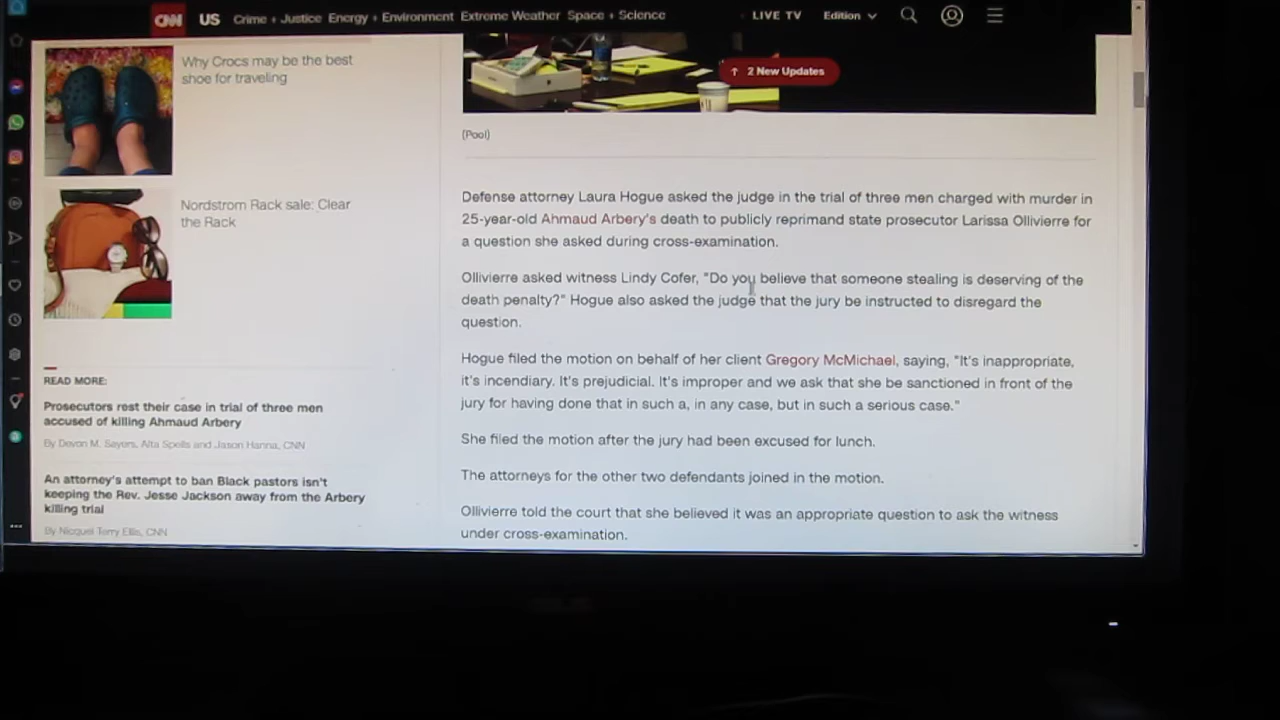 CNN US Crime + Justice Energy + Environment Extreme Weather Space + Science LIVE TV Edition
Why Crocs may be the best
shoe for traveling
Nordstrom Rack sale: Clear
the Rack
READ MORE:
Prosecutors rest their case in trial of three men
accused of killing Ahmaud Arbery
By Devon M. Sayers, Alta Spells and Jason Hanna, CNN
An attorney's attempt to ban Black pastors isn't
keeping the Rev. Jesse Jackson away from the Arbery
killing trial
By Nicquel Terry Ellis, CNN
↑ 2 New Updates
(Pool)
Defense attorney Laura Hogue asked the judge in the trial of three men charged with murder in
25-year-old Ahmaud Arbery's death to publicly reprimand state prosecutor Larissa Ollivierre for
a question she asked during cross-examination.
Ollivierre asked witness Lindy Cofer, "Do you believe that someone stealing is deserving of the
death penalty?" Hogue also asked the judge that the jury be instructed to disregard the
question.
Hogue filed the motion on behalf of her client Gregory McMichael, saying, "It's inappropriate,
it's incendiary. It's prejudicial. It's improper and we ask that she be sanctioned in front of the
jury for having done that in such a, in any case, but in such a serious case."
She filed the motion after the jury had been excused for lunch.
The attorneys for the other two defendants joined in the motion.
Ollivierre told the court that she believed it was an appropriate question to ask the witness
under cross-examination.